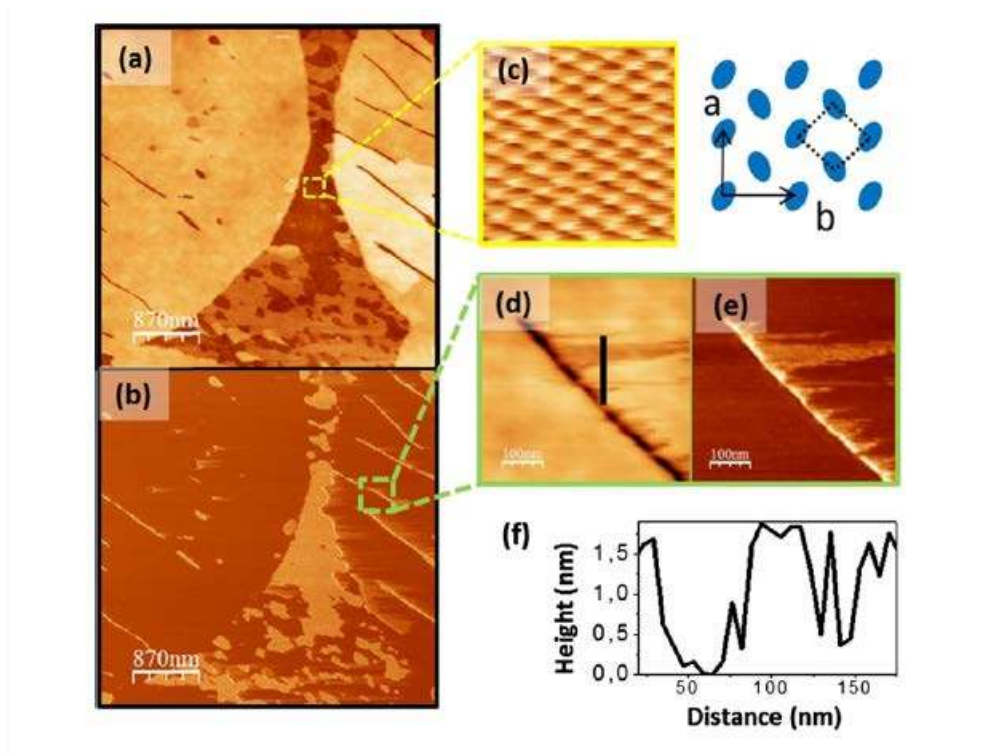 (a)
870nm
(b)
870nm
(c)
a
b
(d)
100nm
(e)
100nm
(f)
Height (nm)
1,5
1,0
0,5
0,0
50
100
150
Distance (nm)